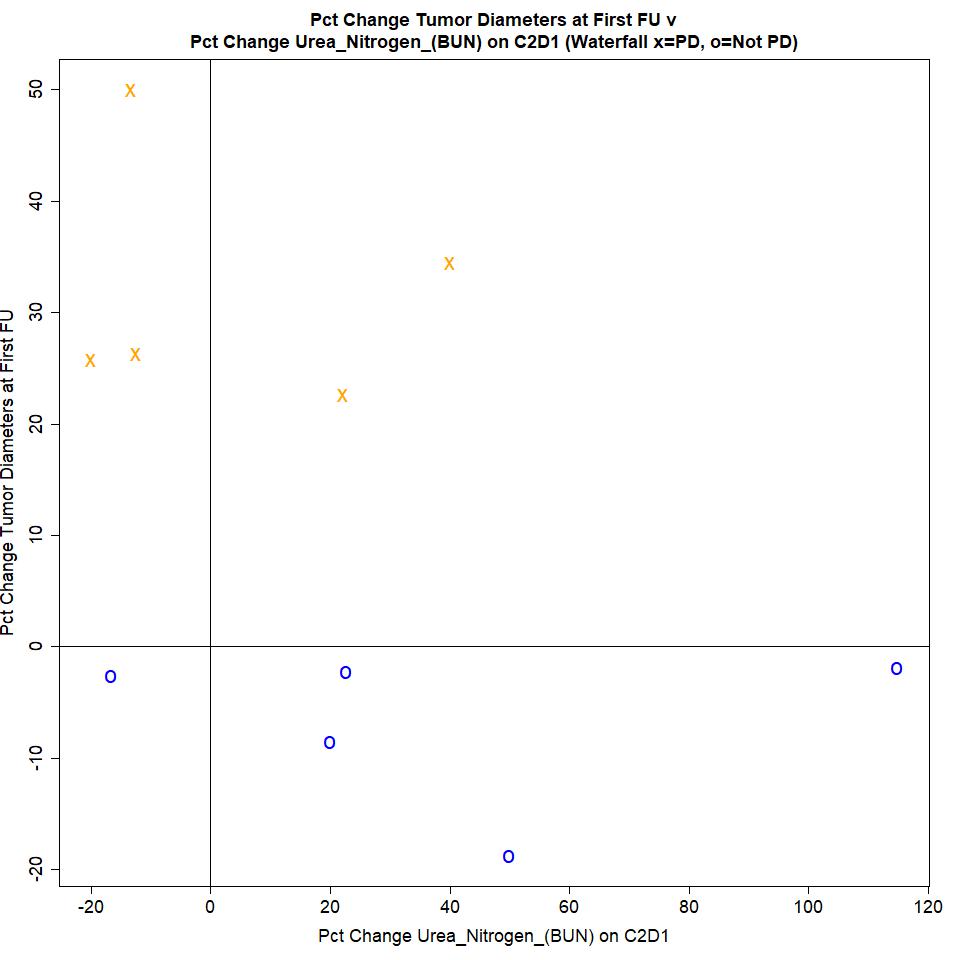 Pct Change Tumor Diameters at First FU v
Pct Change Urea_Nitrogen_(BUN) on C2D1 (Waterfall x=PD, o=Not PD)
Pct Change Tumor Diameters at First FU
50
40
30
20
10
0
-10
-20
X
X
X
X
X
O
O
O
O
O
-20 0 20 40 60 80 100 120
Pct Change Urea_Nitrogen_(BUN) on C2D1